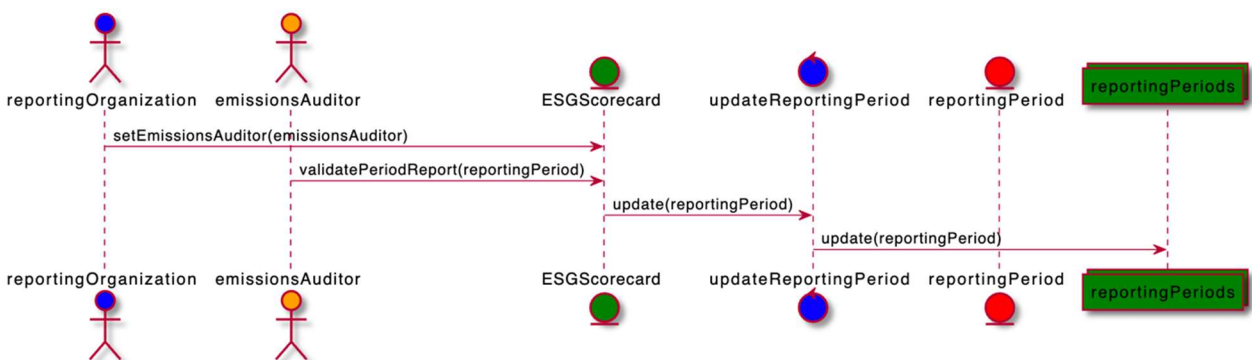 reportingOrganization emissionsAuditor ESGScorecard updateReportingPeriod reportingPeriod reportingPeriods
setEmissionsAuditor(emissionsAuditor)
validatePeriodReport(reportingPeriod)
update(reportingPeriod)
update(reportingPeriod)
reportingOrganization emissionsAuditor ESGScorecard updateReportingPeriod reportingPeriod reportingPeriods